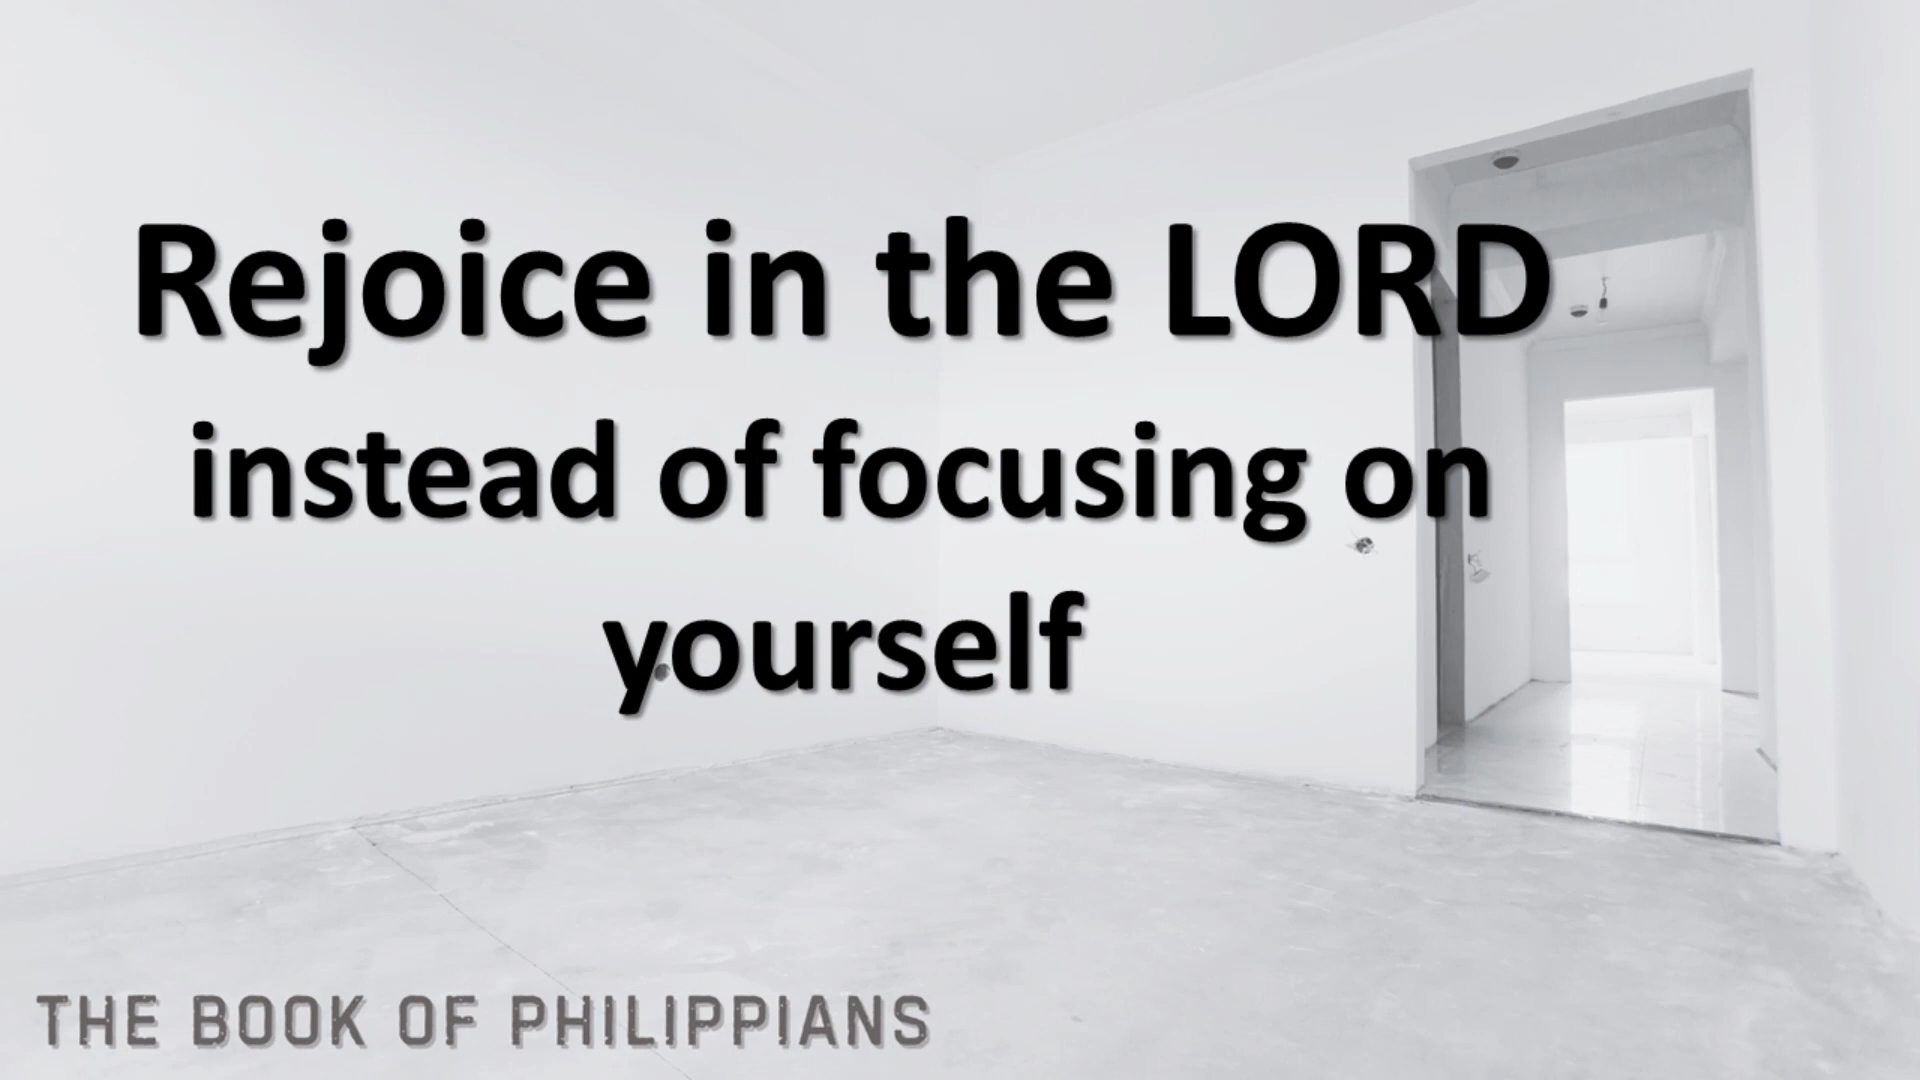 Rejoice in the LORD
instead of focusing on
yourself
THE BOOK OF PHILIPPIANS